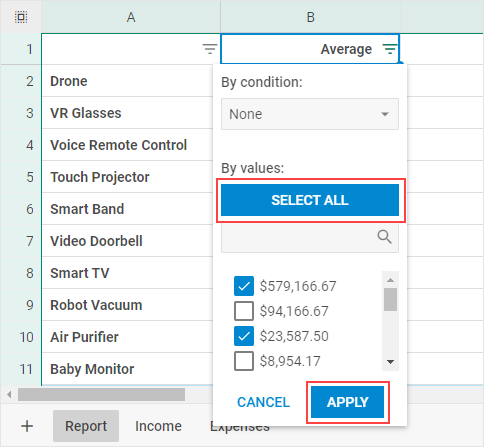 A B
1 Average
By condition:
2 Drone
3 VR Glasses None
4 Voice Remote Control
5 Touch Projector By values:
6 Smart Band SELECT ALL
7 Video Doorbell
8 Smart TV
$579,166.67
9 Robot Vacuum $94,166.67
10 Air Purifier $23,587.50
11 Baby Monitor $8,954.17
CANCEL APPLY
+ Report Income Expenses